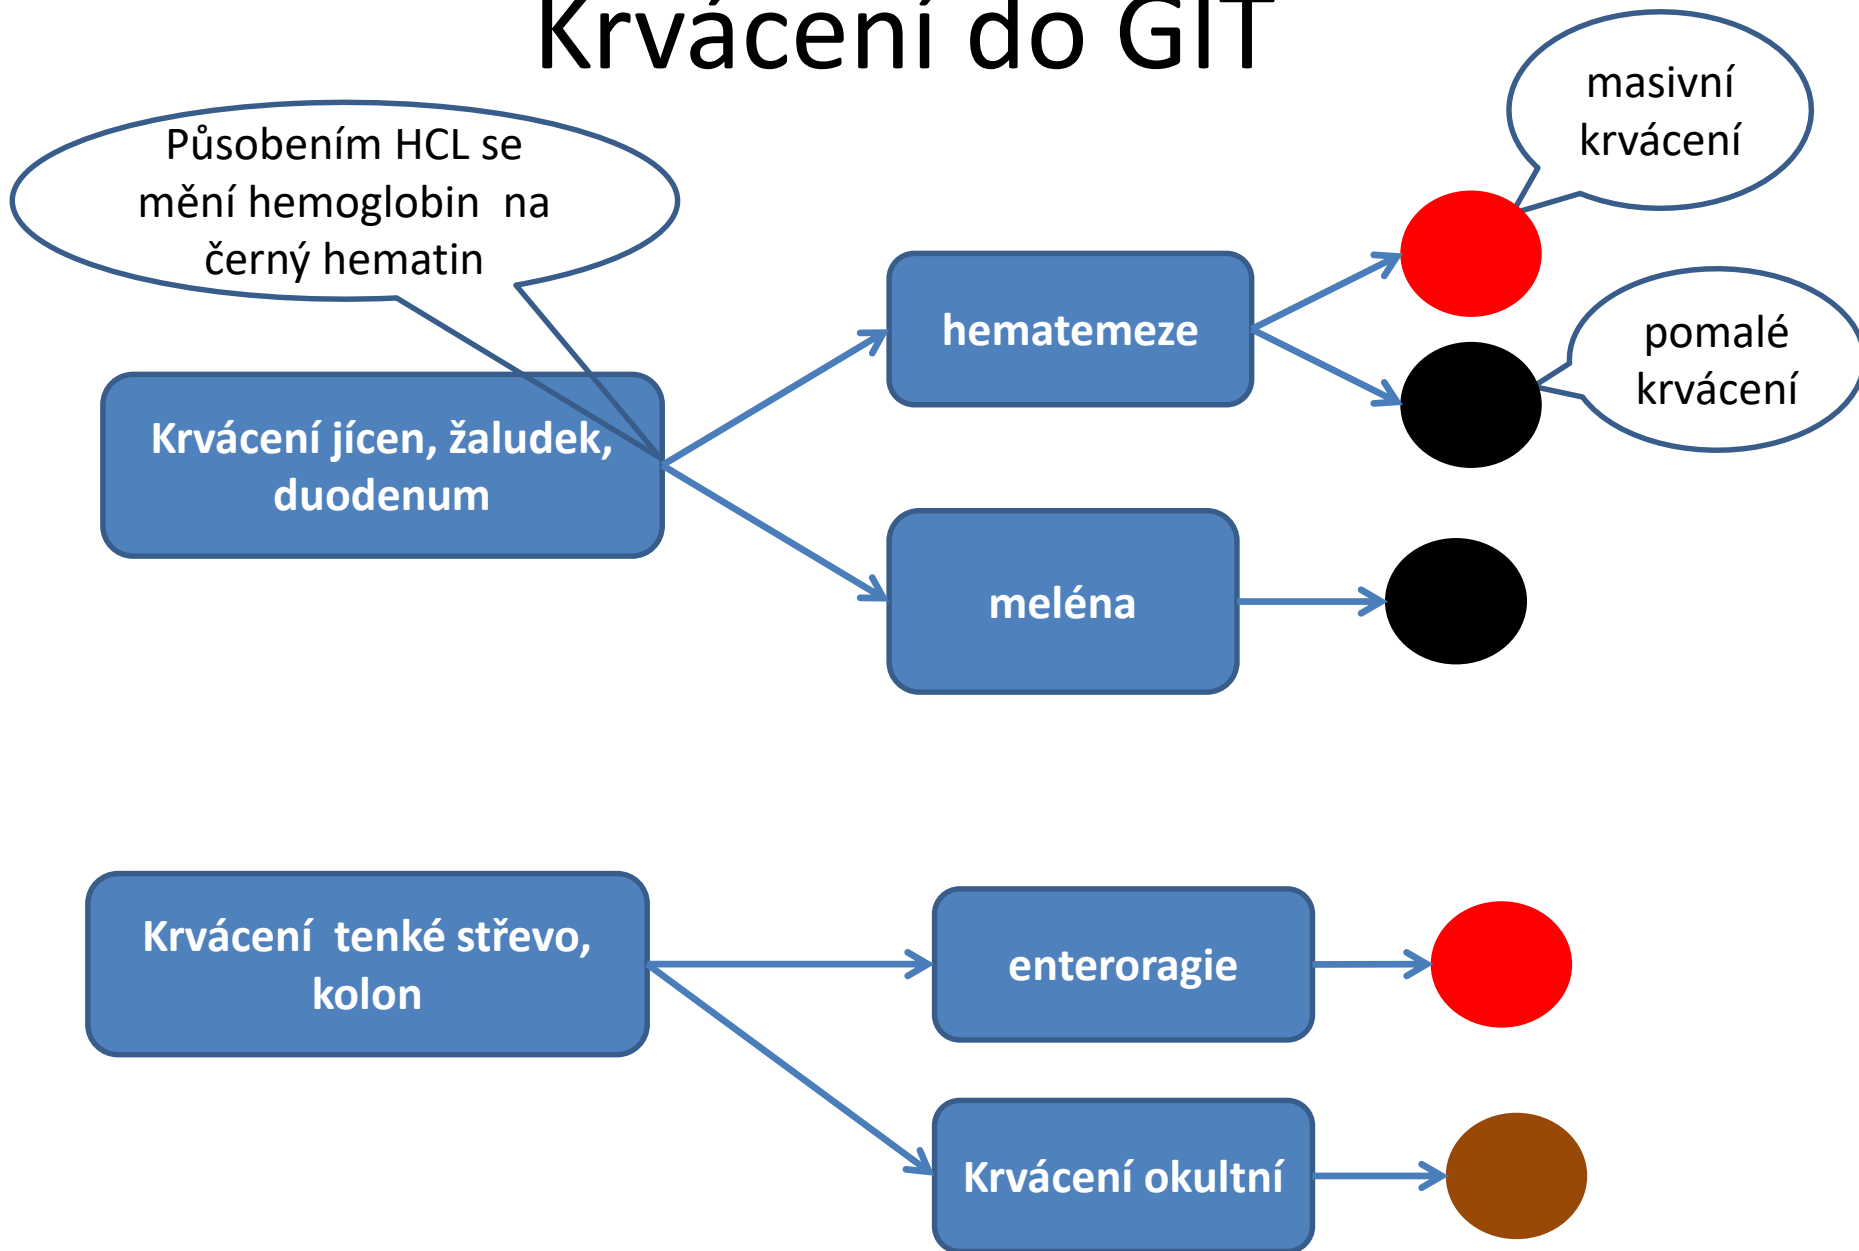 Krvácení do GIT
masivní
krvácení
Působením HCL se
mění hemoglobin  na
černý hematin
hematemeze
pomalé
krvácení
Krvácení jícen, žaludek,
duodenum
meléna
Krvácení  tenké střevo,
kolon
enteroragie
Krvácení okultní